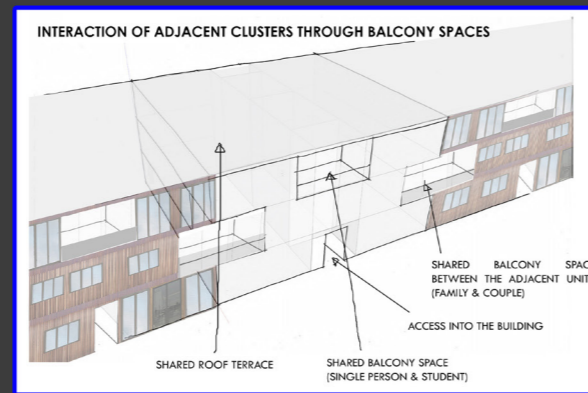 INTERACTION OF ADJACENT CLUSTERS THROUGH BALCONY SPACES
SHARED BALCONY
BETWEEN THE ADJACENT
(FAMILY & COUPLE)
ACCESS INTO THE BUILDING
SHARED ROOF TERRACE
SHARED BALCONY SPACE
(SINGLE PERSON & STUDENT)